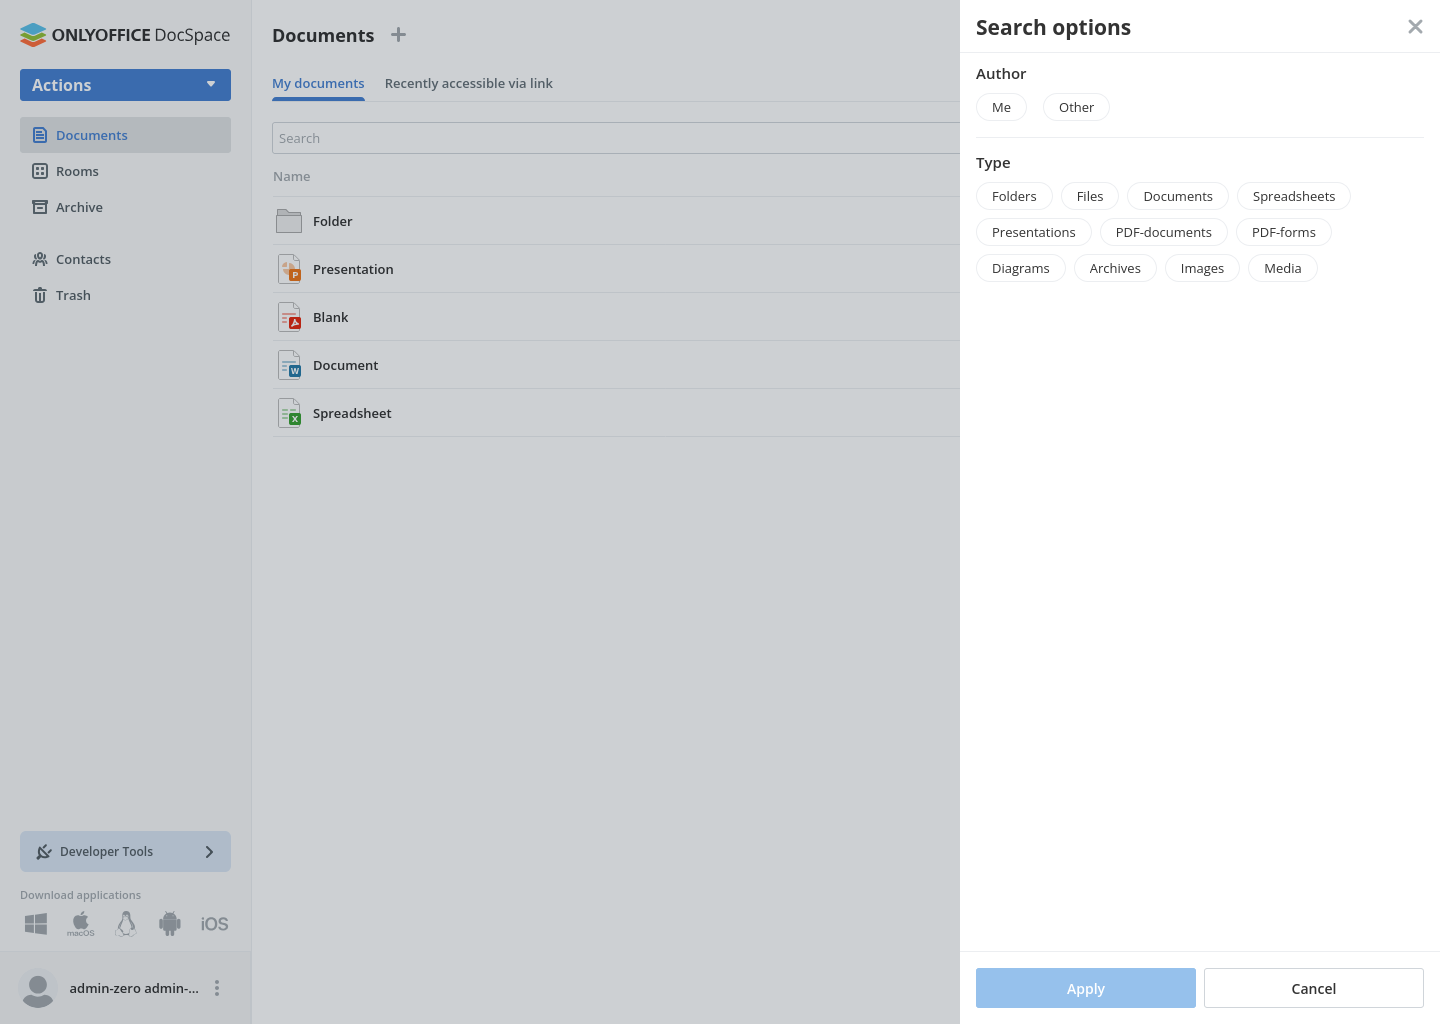 ONLYOFFICE DocSpace
Actions
Documents
Rooms
Archive
Contacts
Trash
Developer Tools
Download applications
macOS
iOS
admin-zero admin-...
Documents
My documents
Recently accessible via link
Search
Name
Folder
P
Presentation
Blank
W
Document
X
Spreadsheet
Search options
Author
Me
Other
Type
Folders
Files
Documents
Spreadsheets
Presentations
PDF-documents
PDF-forms
Diagrams
Archives
Images
Media
Apply
Cancel